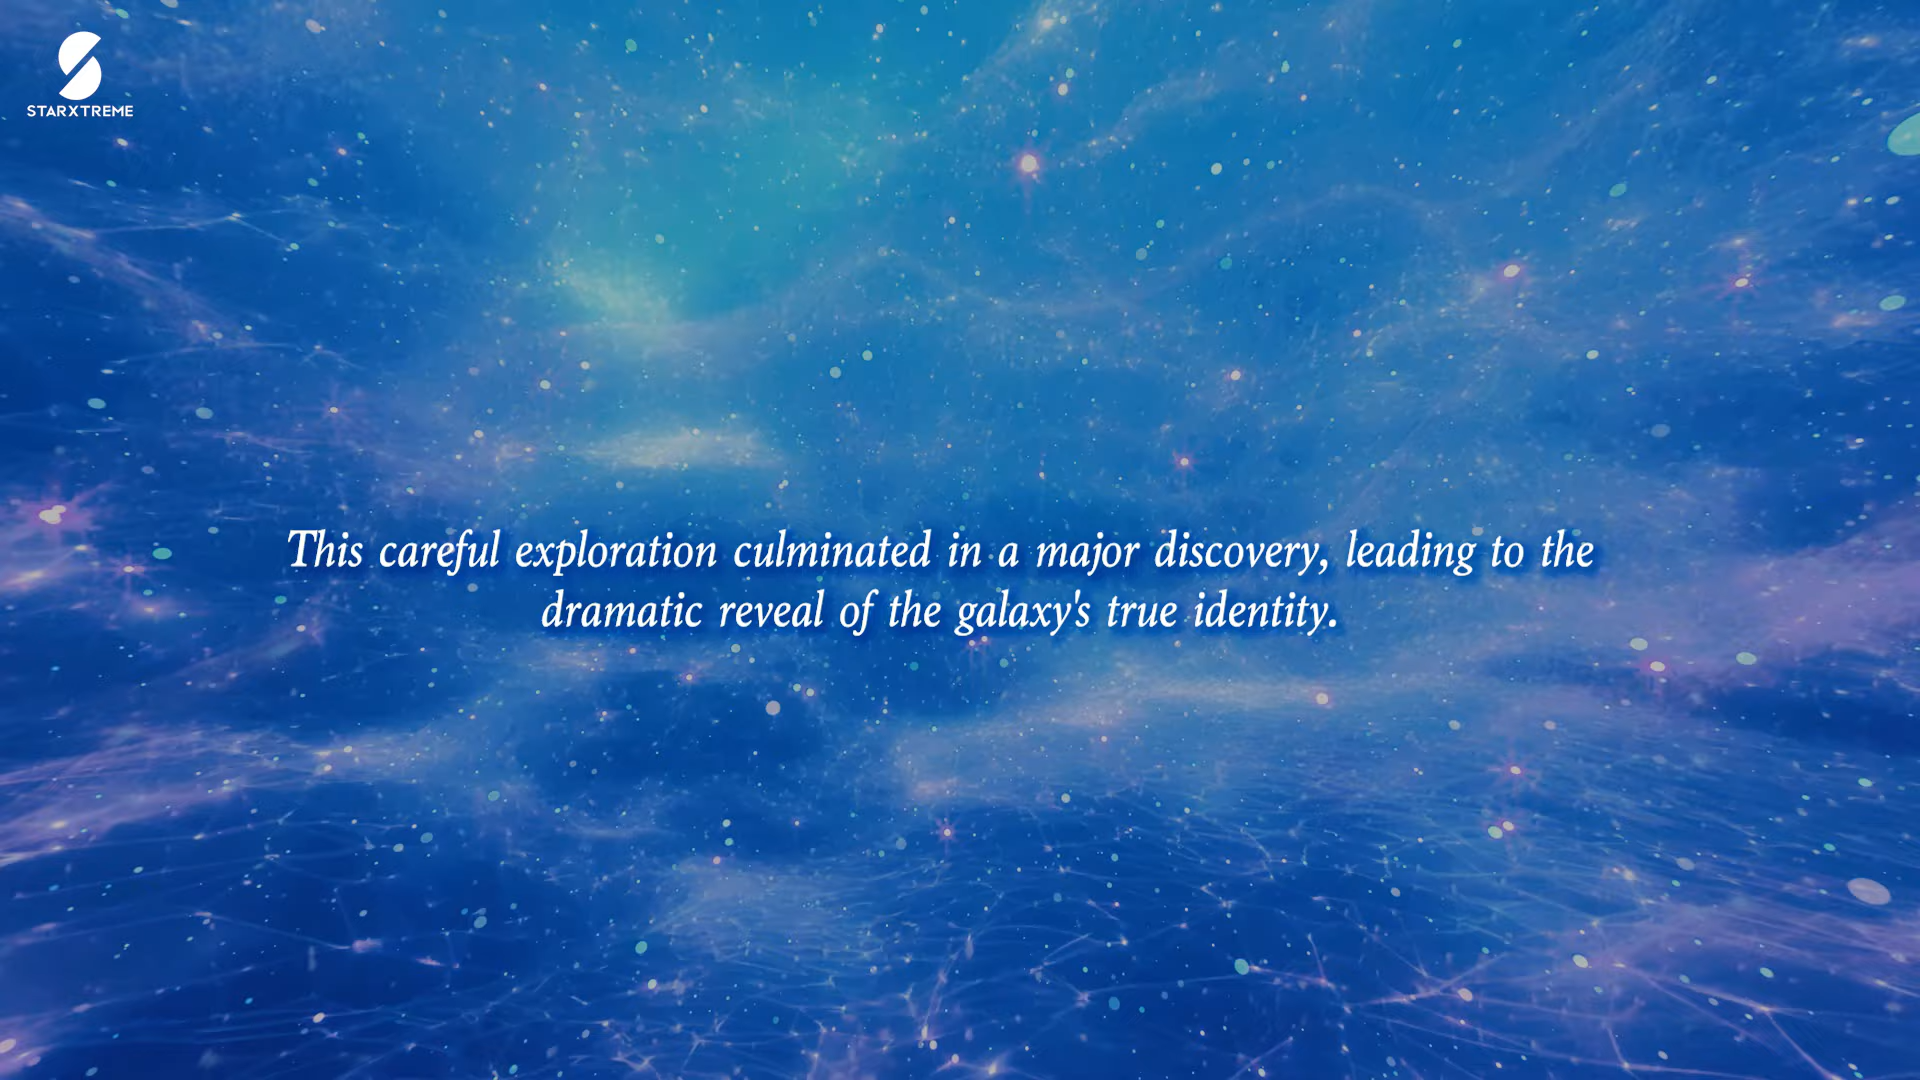 STARXTREME
This careful exploration culminated in a major discovery, leading to the
dramatic reveal of the galaxy's true identity.